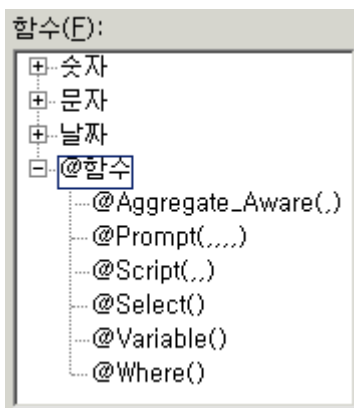 함수(F):
숫자
문자
날짜
@함수
@Aggregate_Aware(,)
@Prompt(,,,,)
@Script(,,)
@Select()
@Variable()
@Where()